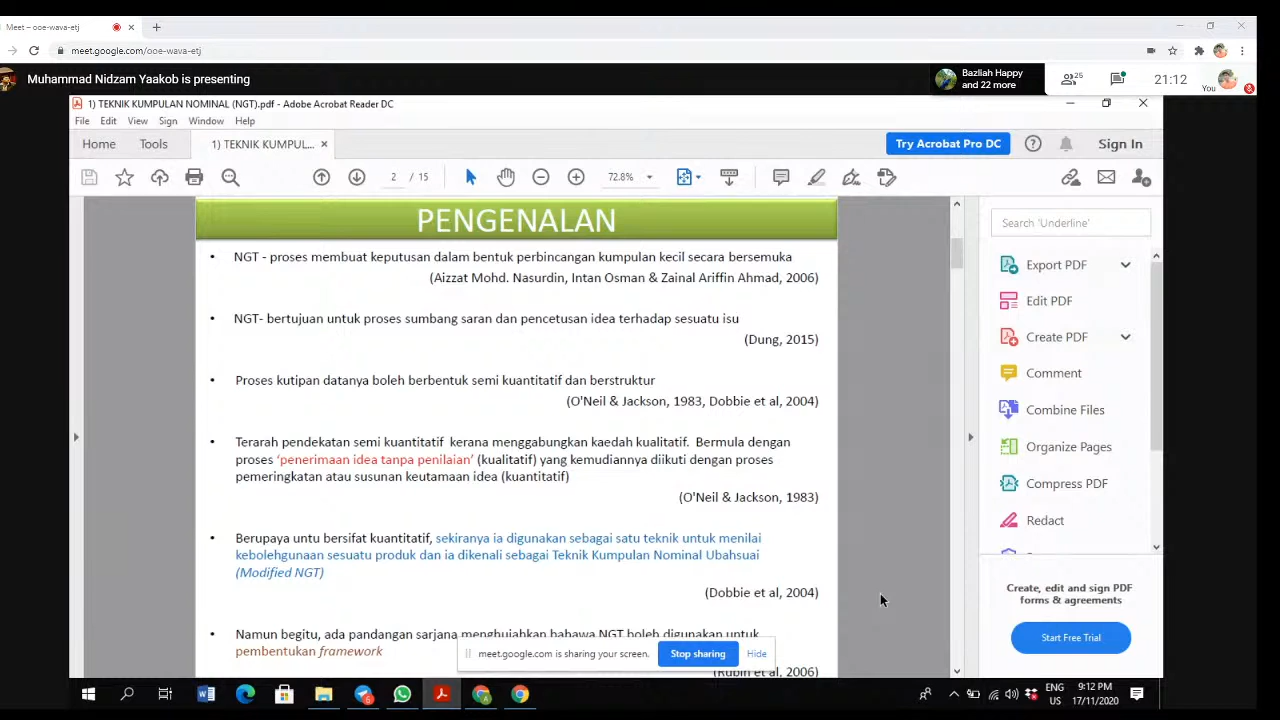 Meet – ooe-wava-etj
meet.google.com/ooe-wava-etj
Muhammad Nidzam Yaakob is presenting
Bazliah Happy
and 22 more
25
21:12
You
1) TEKNIK KUMPULAN NOMINAL (NGT).pdf - Adobe Acrobat Reader DC
File Edit View Sign Window Help
Home Tools 1) TEKNIK KUMPUL...
Try Acrobat Pro DC
Sign In
2 / 15
72.8%
PENGENALAN
• NGT - proses membuat keputusan dalam bentuk perbincangan kumpulan kecil secara bersemuka
(Aizzat Mohd. Nasurdin, Intan Osman & Zainal Ariffin Ahmad, 2006)
• NGT- bertujuan untuk proses sumbang saran dan pencetusan idea terhadap sesuatu isu
(Dung, 2015)
• Proses kutipan datanya boleh berbentuk semi kuantitatif dan berstruktur
(O'Neil & Jackson, 1983, Dobbie et al, 2004)
• Terarah pendekatan semi kuantitatif kerana menggabungkan kaedah kualitatif. Bermula dengan
proses ‘penerimaan idea tanpa penilaian’ (kualitatif) yang kemudiannya diikuti dengan proses
pemeringkatan atau susunan keutamaan idea (kuantitatif)
(O'Neil & Jackson, 1983)
• Berupaya untu bersifat kuantitatif, sekiranya ia digunakan sebagai satu teknik untuk menilai
kebolehgunaan sesuatu produk dan ia dikenali sebagai Teknik Kumpulan Nominal Ubahsuai
(Modified NGT)
(Dobbie et al, 2004)
• Namun begitu, ada pandangan sarjana menghujahkan bahawa NGT boleh digunakan untuk
pembentukan framework
(Rubin et al, 2006)
meet.google.com is sharing your screen.
Stop sharing
Hide
Search 'Underline'
Export PDF
Edit PDF
Create PDF
Comment
Combine Files
Organize Pages
Compress PDF
Redact
Create, edit and sign PDF
forms & agreements
Start Free Trial
ENG
US
9:12 PM
17/11/2020